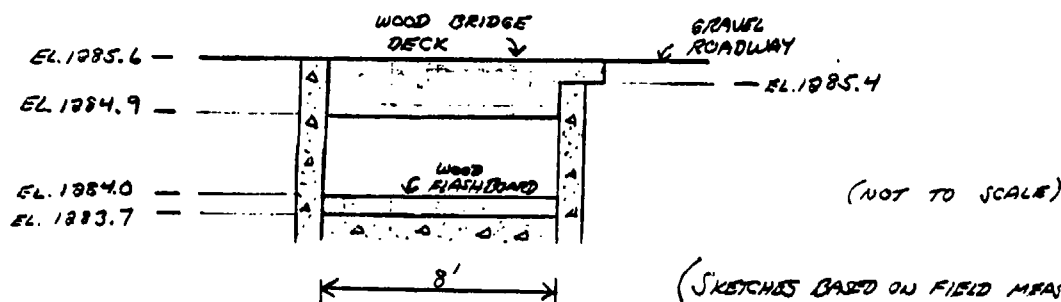 WOOD BRIDGE
DECK
GRAVEL
ROADWAY
EL. 1285.6
EL. 1285.4
EL. 1284.9
WOOD
FLASHBOARD
EL. 1284.0
EL. 1283.7
(NOT TO SCALE)
8'
(SKETCHES BASED ON FIELD MEAS